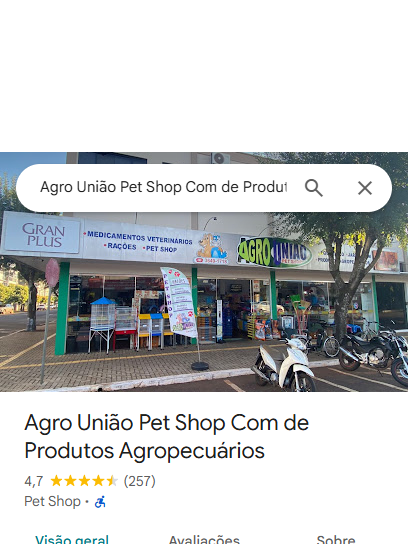 Agro União Pet Shop Com de Produt
GRAN
PLUS
•MEDICAMENTOS VETERINÁRIOS
•RAÇÕES •PET SHOP
AGRO UNIÃO
Agro União Pet Shop Com de
Produtos Agropecuários
4,7 (257)
Pet Shop •
Visão geral Avaliações Sobre